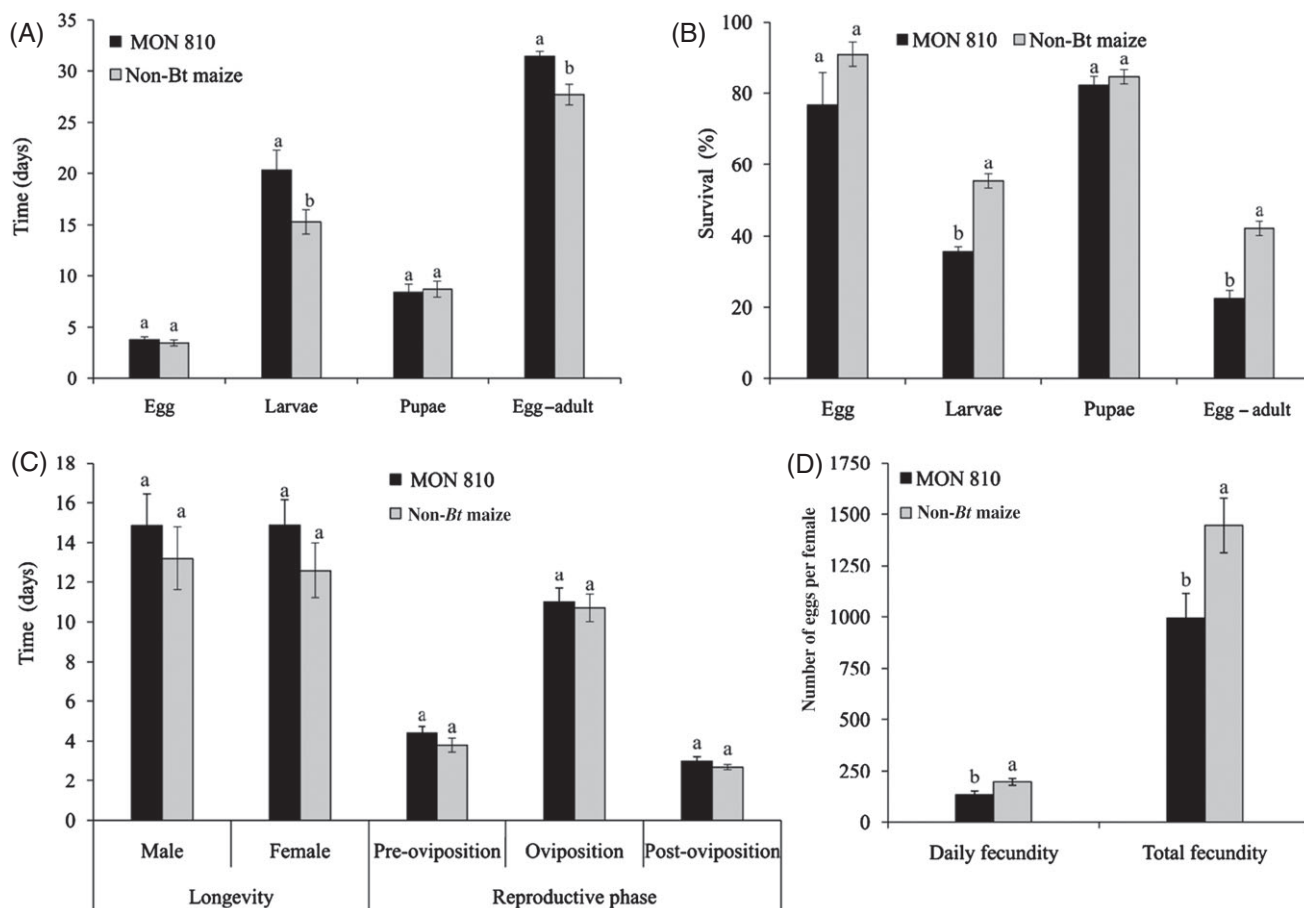 (A)
MON 810
Non-Bt maize
Time (days)
35
30
25
20
15
10
5
0
a a
a b
a a
a b
Egg Larvae Pupae Egg–adult
(B)
MON 810 Non-Bt maize
Survival (%)
100
80
60
40
20
0
a a
b a
a a
b a
Egg Larvae Pupae Egg – adult
(C)
MON 810
Non-Bt maize
Time (days)
18
16
14
12
10
8
6
4
2
0
a a
a a
a a
a a
a a
Male Female Pre-oviposition Oviposition Post-oviposition
Longevity Reproductive phase
(D)
MON 810
Non-Bt maize
Number of eggs per female
1750
1500
1250
1000
750
500
250
0
b a
b a
Daily fecundity Total fecundity